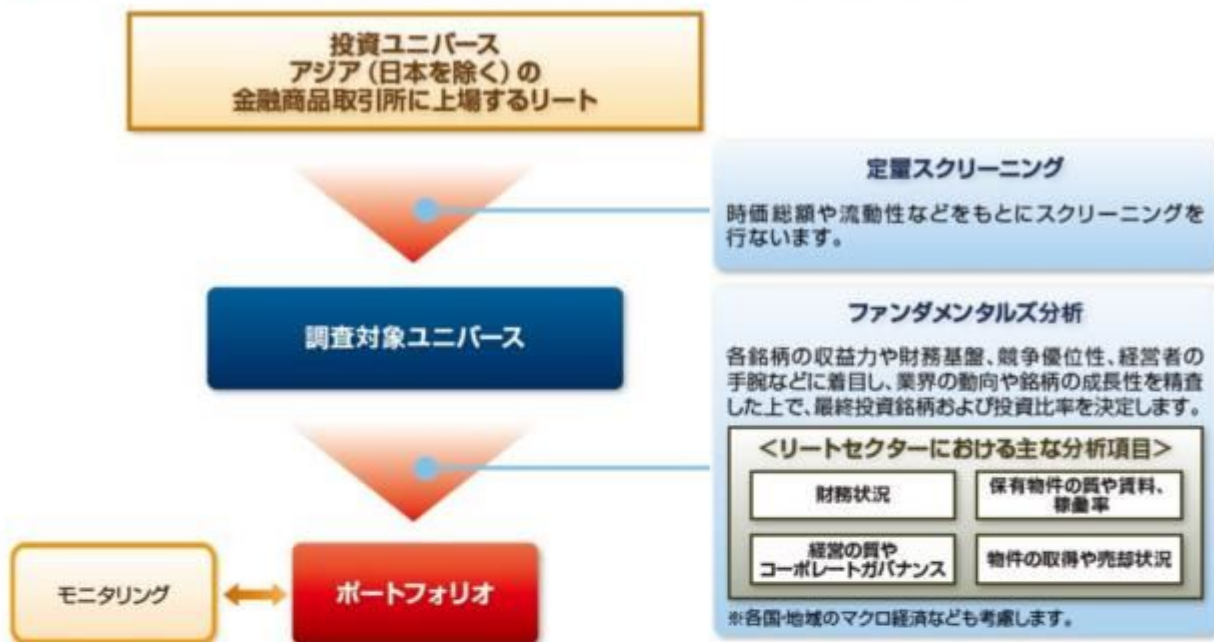 投資ユニバース
アジア（日本を除く）の
金融商品取引所に上場するリート
定量スクリーニング
時価総額や流動性などをもとにスクリーニングを
行ないます。
調査対象ユニバース
ファンダメンタルズ分析
各銘柄の収益力や財務基盤、競争優位性、経営者の
手腕などに着目し、業界の動向や銘柄の成長性を精査
した上で、最終投資銘柄および投資比率を決定します。
＜リートセクターにおける主な分析項目＞
財務状況
保有物件の質や賃料、
稼働率
経営の質や
コーポレートガバナンス
物件の取得や売却状況
※各国・地域のマクロ経済なども考慮します。
モニタリング
ポートフォリオ